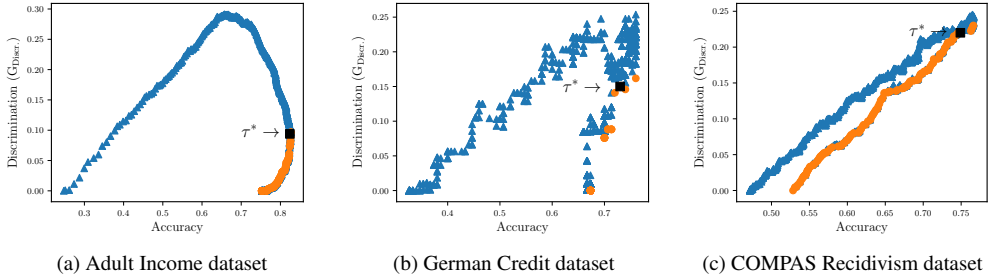 Discrimination (G_Discr.)
0.30
0.25
0.20
0.15
0.10
0.05
0.00
τ* →
0.3 0.4 0.5 0.6 0.7 0.8
Accuracy
(a) Adult Income dataset
Discrimination (G_Discr.)
0.25
0.20
0.15
0.10
0.05
0.00
τ* →
0.4 0.5 0.6 0.7
Accuracy
(b) German Credit dataset
Discrimination (G_Discr.)
0.25
0.20
0.15
0.10
0.05
0.00
τ* →
0.50 0.55 0.60 0.65 0.70 0.75
Accuracy
(c) COMPAS Recidivism dataset